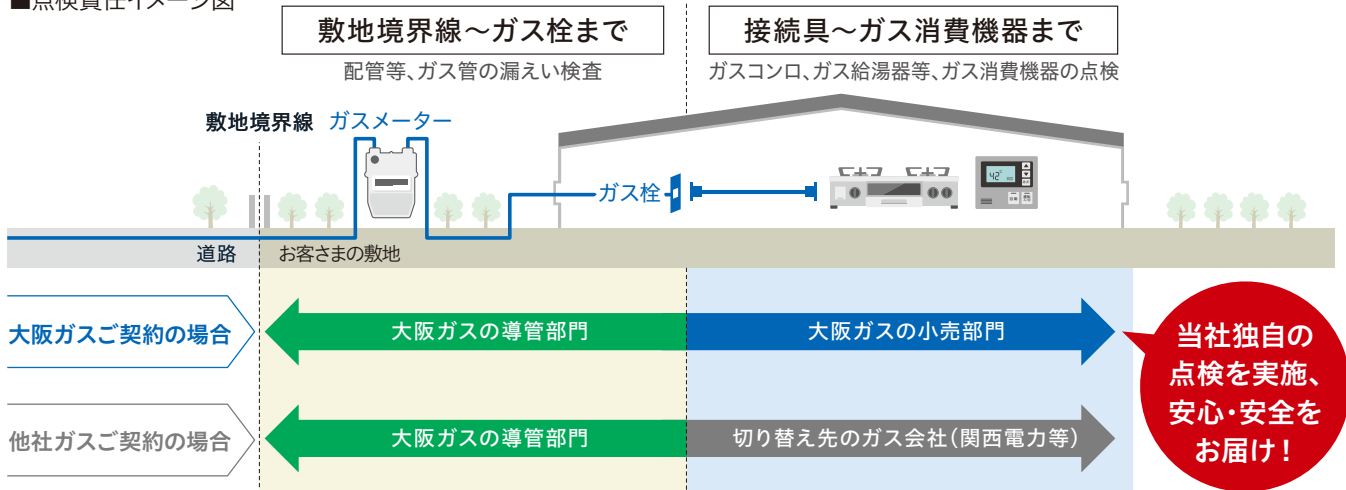 ■点検責任イメージ図
敷地境界線～ガス栓まで
配管等、ガス管の漏えい検査
接続具～ガス消費機器まで
ガスコンロ、ガス給湯器等、ガス消費機器の点検
敷地境界線
ガスメーター
ガス栓
42℃
道路
お客さまの敷地
大阪ガスご契約の場合
大阪ガスの導管部門
大阪ガスの小売部門
当社独自の
点検を実施、
安心・安全を
お届け！
他社ガスご契約の場合
大阪ガスの導管部門
切り替え先のガス会社（関西電力等）